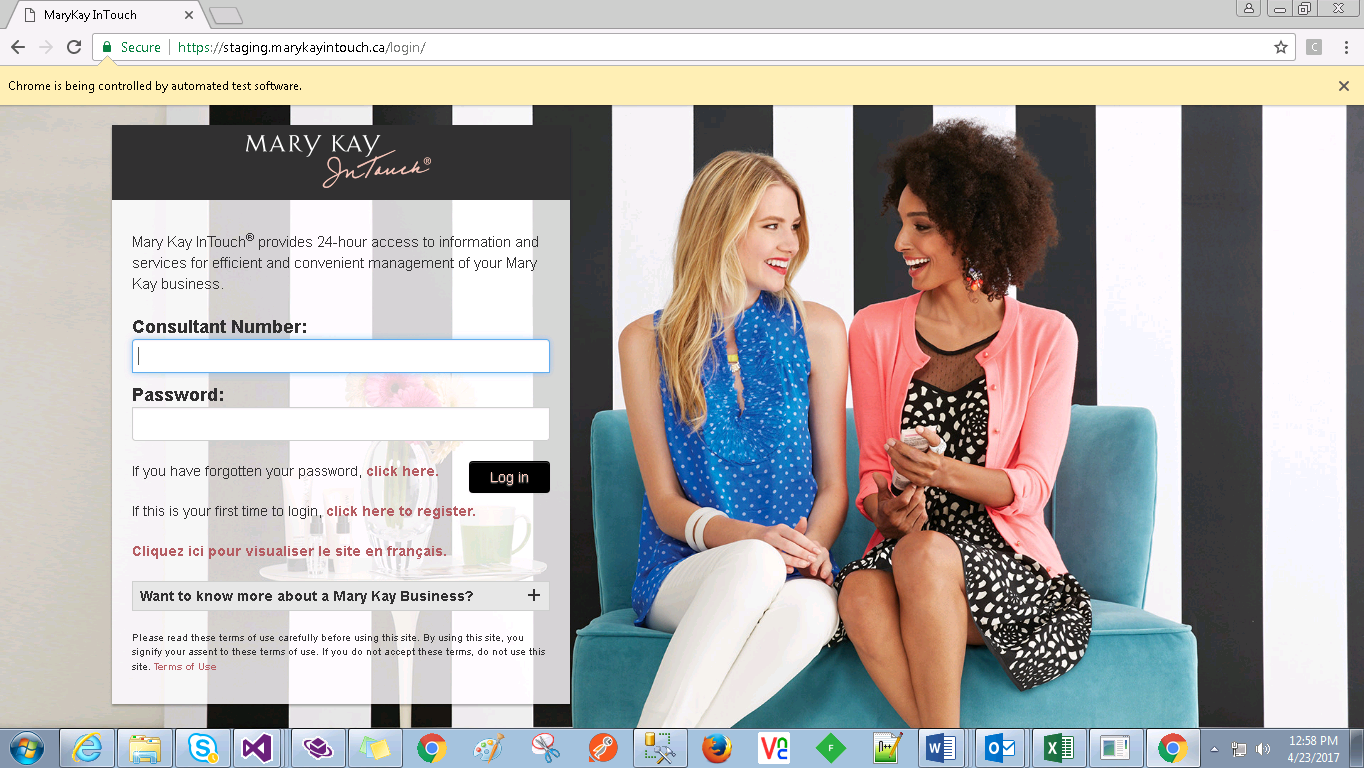 MaryKay InTouch
Secure https://staging.marykayintouch.ca/login/
C
Chrome is being controlled by automated test software.
MARY KAY
InTouch®
Mary Kay InTouch® provides 24-hour access to information and
services for efficient and convenient management of your Mary
Kay business.
Consultant Number:
Password:
If you have forgotten your password, click here.
Log in
If this is your first time to login, click here to register.
Cliquez ici pour visualiser le site en français.
Want to know more about a Mary Kay Business?
Please read these terms of use carefully before using this site. By using this site, you
signify your assent to these terms of use. If you do not accept these terms, do not use this
site. Terms of Use
12:58 PM
4/23/2017